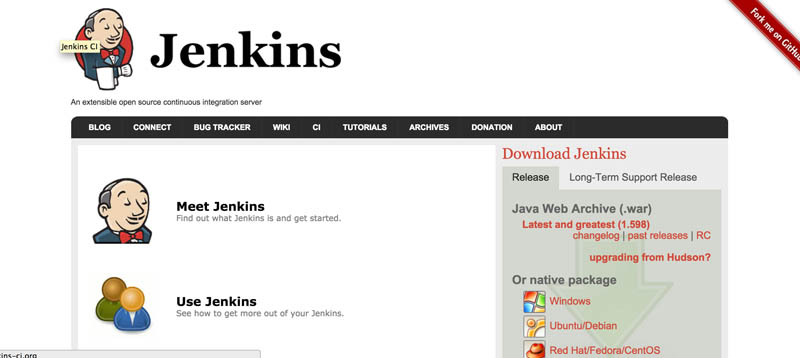 Fork me on GitHub
Jenkins CI
Jenkins
An extensible open source continuous integration server
BLOG CONNECT BUG TRACKER WIKI CI TUTORIALS ARCHIVES DONATION ABOUT
Download Jenkins
Release Long-Term Support Release
Meet Jenkins
Find out what Jenkins is and get started.
Use Jenkins
See how to get more out of your Jenkins.
Java Web Archive (.war)
Latest and greatest (1.598)
changelog | past releases | RC
upgrading from Hudson?
Or native package
Windows
Ubuntu/Debian
Red Hat/Fedora/CentOS